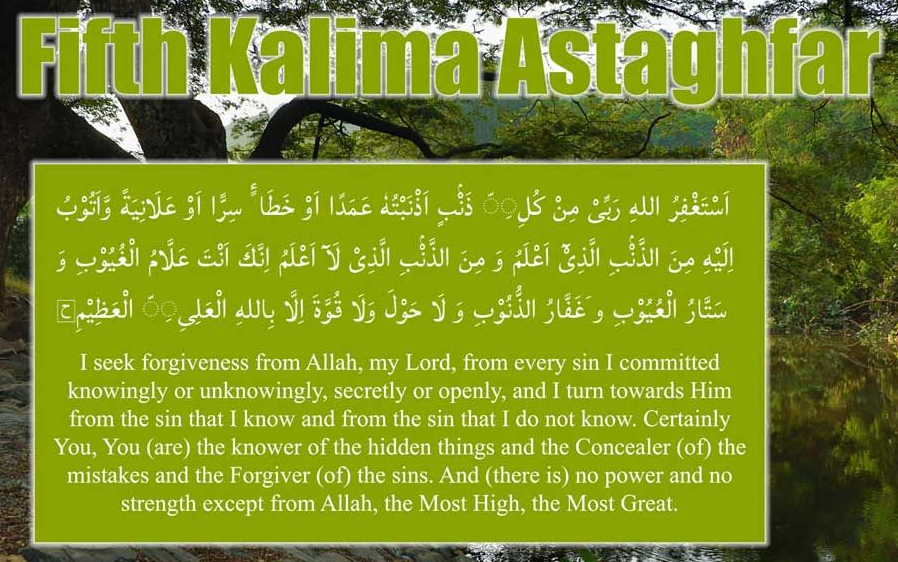 Fifth Kalima Astaghfar
اَسْتَغْفِرُ اللهِ رَبِّىْ مِنْ كُلِّ ذَنْۢبٍ اَذْنَبْتُهٗ عَمَدًا اَوْ خَطَاً سِرًّا اَوْ عَلَانِيَةً وَّاَتُوْبُ
اِلَيْهِ مِنَ الذَّنْۢبِ الَّذِىْٓ اَعْلَمُ وَ مِنَ الذَّنْۢبِ الَّذِىْ لَآ اَعْلَمُ اِنَّكَ اَنْتَ عَلَّامُ الْغُيُوْبِ وَ
سَتَّارُ الْعُيُوْبِ وَ غَفَّارُ الذُّنُوْبِ وَ لَا حَوْلَ وَلَا قُوَّةَ اِلَّا بِاللهِ الْعَلِىِّ الْعَظِيْمِ
I seek forgiveness from Allah, my Lord, from every sin I committed
knowingly or unknowingly, secretly or openly, and I turn towards Him
from the sin that I know and from the sin that I do not know. Certainly
You, You (are) the knower of the hidden things and the Concealer (of) the
mistakes and the Forgiver (of) the sins. And (there is) no power and no
strength except from Allah, the Most High, the Most Great.